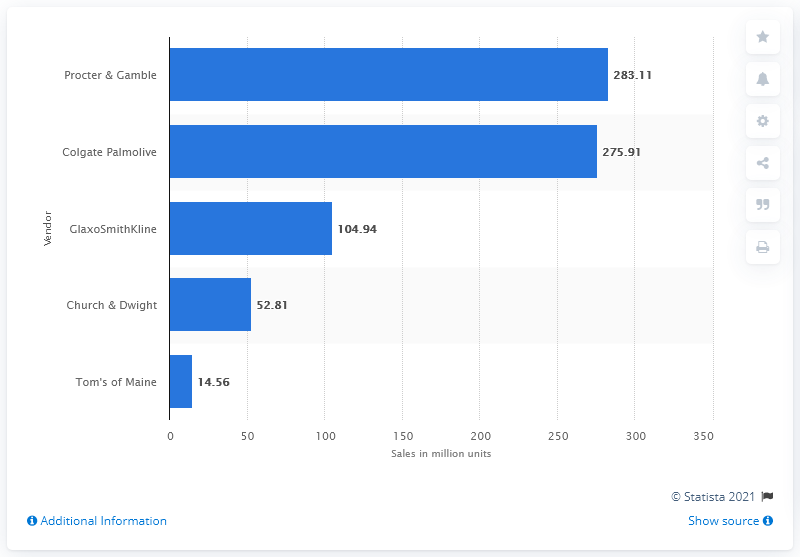 Vendor
Procter & Gamble 283.11
Colgate Palmolive 275.91
GlaxoSmithKline 104.94
Church & Dwight 52.81
Tom's of Maine 14.56
0 50 100 150 200 250 300 350
Sales in million units
© Statista 2021
Additional Information Show source